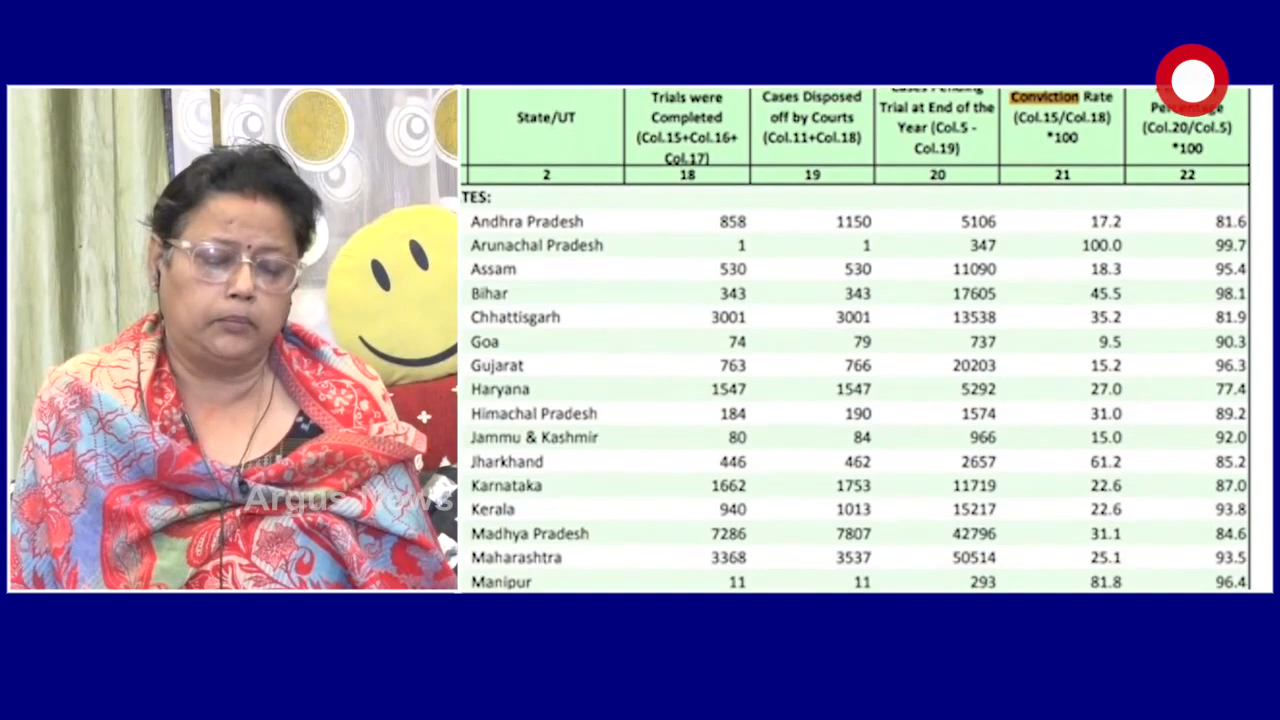 State/UT
Trials were
Completed
(Col.15+Col.16+
Col.17)
Cases Disposed
off by Courts
(Col.11+Col.18)
Cases Pending
Trial at End of the
Year (Col.5 -
Col.19)
Conviction Rate
(Col.15/Col.18)
*100
Percentage
(Col.20/Col.5)
*100
2 18 19 20 21 22
TES:
Andhra Pradesh 858 1150 5106 17.2 81.6
Arunachal Pradesh 1 1 347 100.0 99.7
Assam 530 530 11090 18.3 95.4
Bihar 343 343 17605 45.5 98.1
Chhattisgarh 3001 3001 13538 35.2 81.9
Goa 74 79 737 9.5 90.3
Gujarat 763 766 20203 15.2 96.3
Haryana 1547 1547 5292 27.0 77.4
Himachal Pradesh 184 190 1574 31.0 89.2
Jammu & Kashmir 80 84 966 15.0 92.0
Jharkhand 446 462 2657 61.2 85.2
Karnataka 1662 1753 11719 22.6 87.0
Kerala 940 1013 15217 22.6 93.8
Madhya Pradesh 7286 7807 42796 31.1 84.6
Maharashtra 3368 3537 50514 25.1 93.5
Manipur 11 11 293 81.8 96.4
Argus News